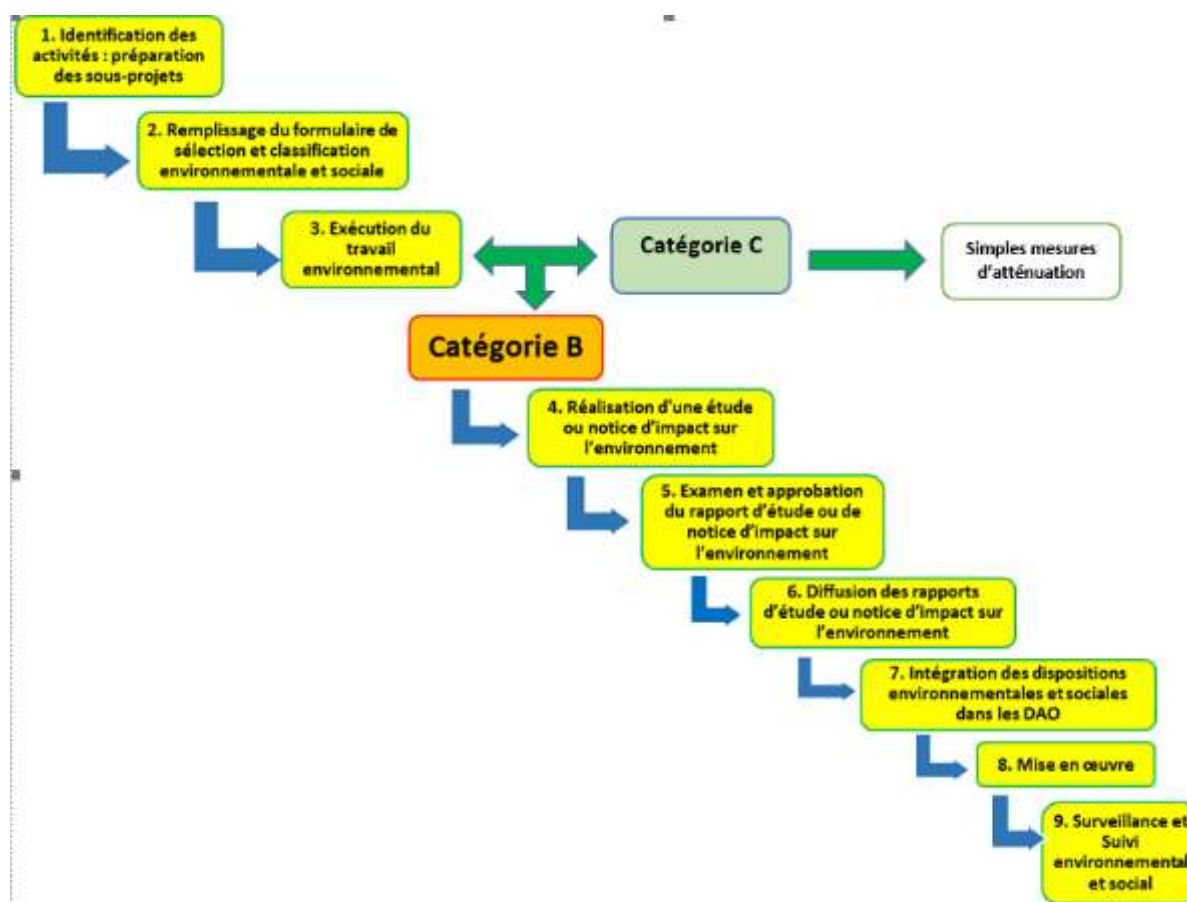 1. Identification des
activités : préparation
des sous-projets
2. Remplissage du formulaire de
sélection et classification
environnementale et sociale
3. Exécution du
travail
environnemental
Catégorie C
Simples mesures
d'atténuation
Catégorie B
4. Réalisation d'une étude
ou notice d'impact sur
l'environnement
5. Examen et approbation
du rapport d'étude ou de
notice d'impact sur
l'environnement
6. Diffusion des rapports
d'étude ou notice d'impact sur
l'environnement
7. Intégration des dispositions
environnementales et sociales
dans les DAO
8. Mise en œuvre
9. Surveillance et
Suivi
environnemental
et social